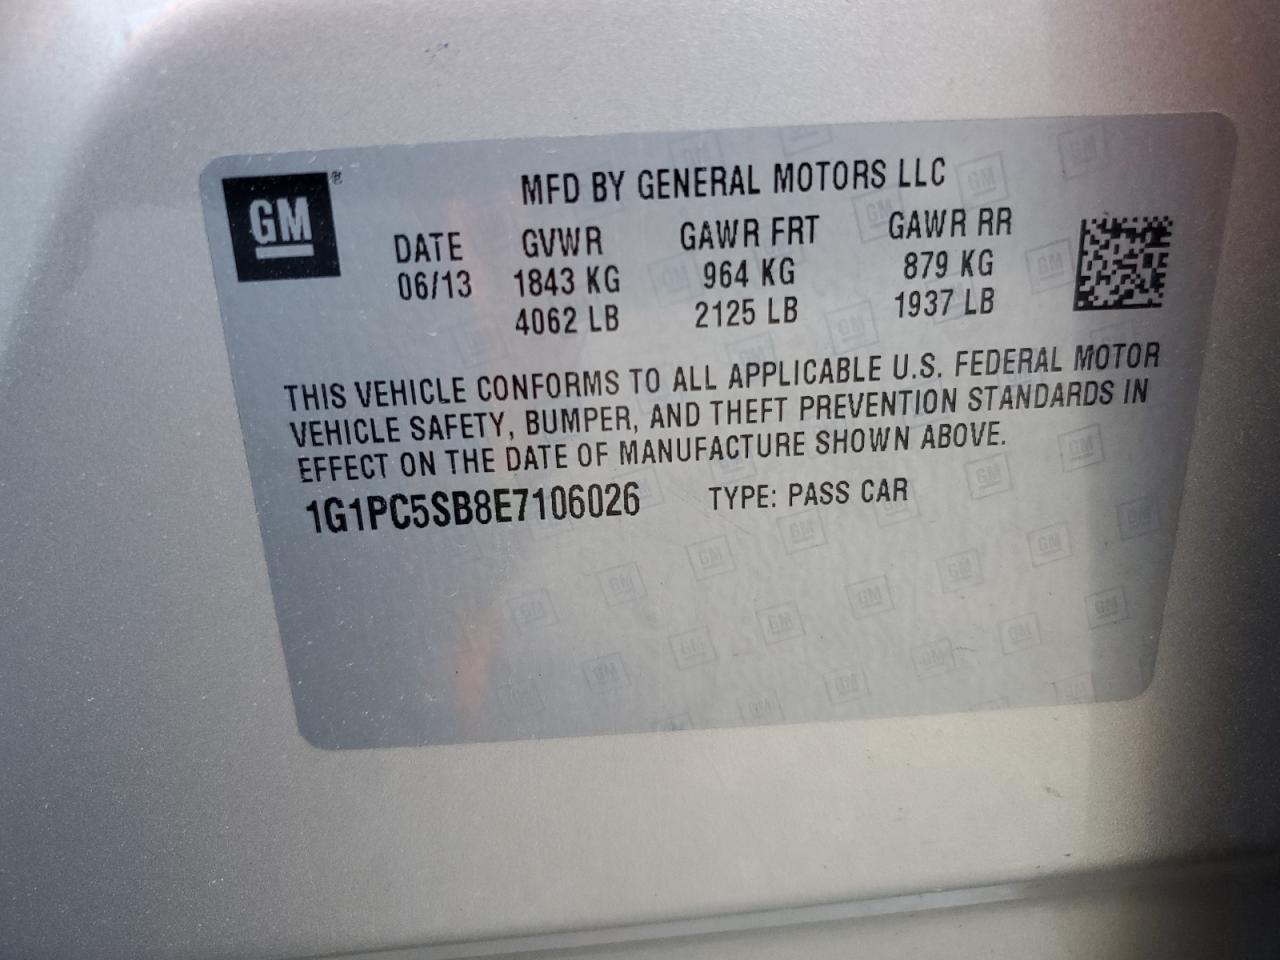 GM ®
MFD BY GENERAL MOTORS LLC
DATE GVWR GAWR FRT GAWR RR
06/13 1843 KG 964 KG 879 KG
4062 LB 2125 LB 1937 LB
THIS VEHICLE CONFORMS TO ALL APPLICABLE U.S. FEDERAL MOTOR
VEHICLE SAFETY, BUMPER, AND THEFT PREVENTION STANDARDS IN
EFFECT ON THE DATE OF MANUFACTURE SHOWN ABOVE.
1G1PC5SB8E7106026 TYPE: PASS CAR